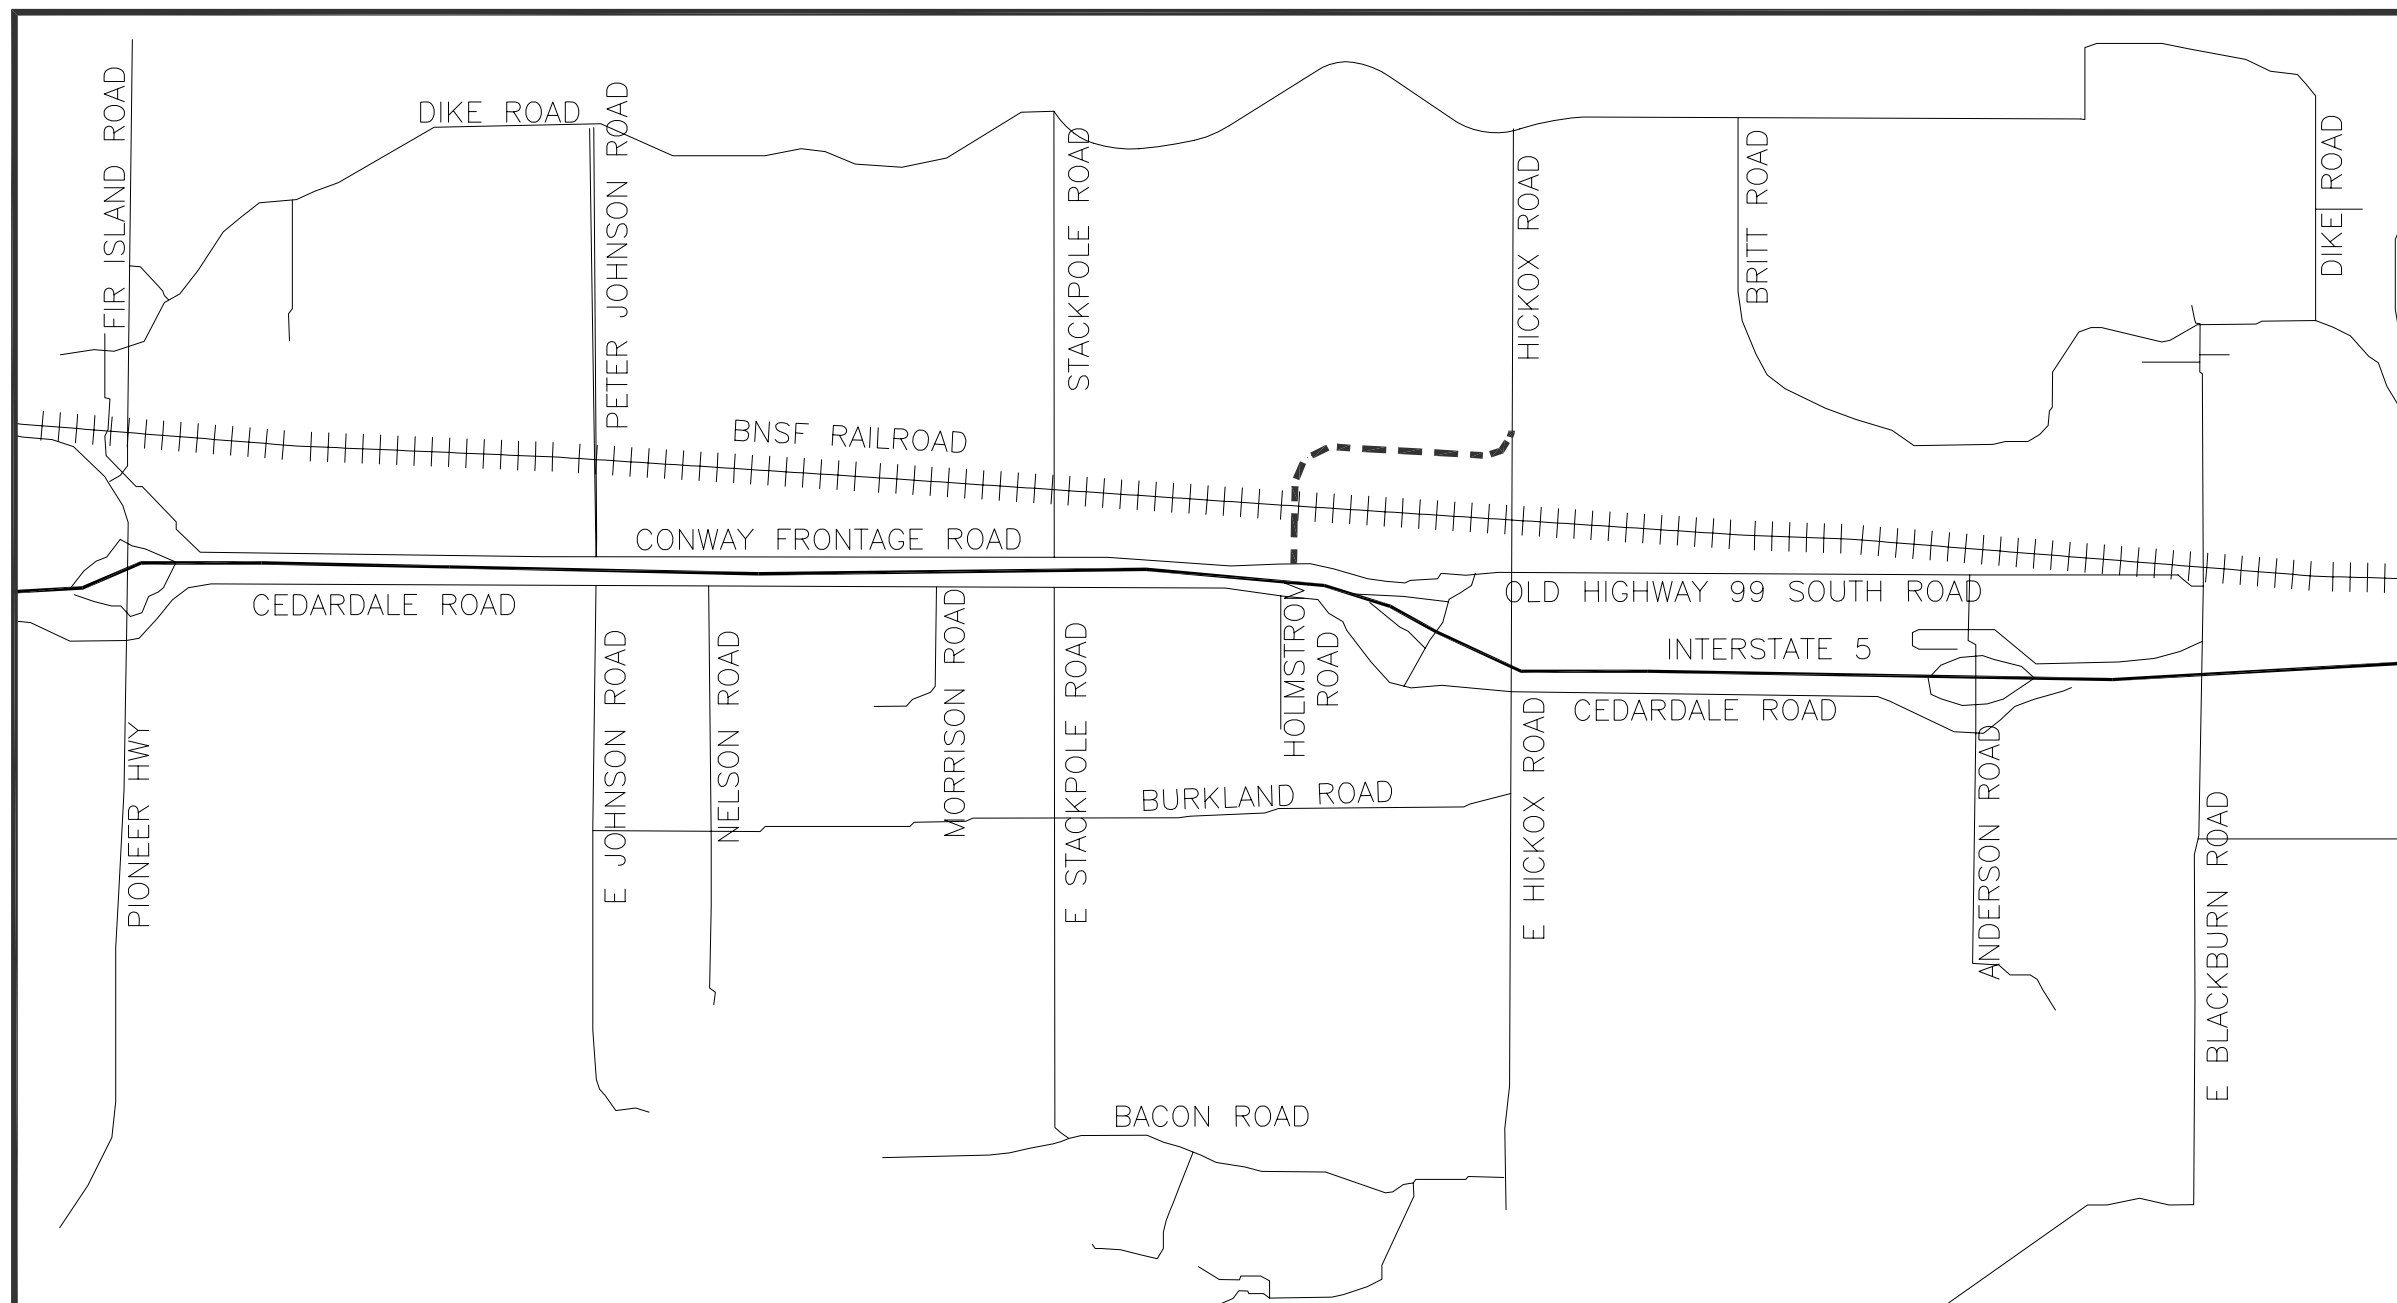 FIR ISLAND ROAD
DIKE ROAD
PETER JOHNSON ROAD
STACKPOLE ROAD
HICKOX ROAD
BRITT ROAD
DIKE ROAD
BNSF RAILROAD
CONWAY FRONTAGE ROAD
CEDARDALE ROAD
OLD HIGHWAY 99 SOUTH ROAD
INTERSTATE 5
CEDARDALE ROAD
PIONEER HWY
E JOHNSON ROAD
NELSON ROAD
MORRISON ROAD
E STACKPOLE ROAD
HOLMSTROM
ROAD
BURKLAND ROAD
E HICKOX ROAD
ANDERSON ROAD
E BLACKBURN ROAD
BACON ROAD